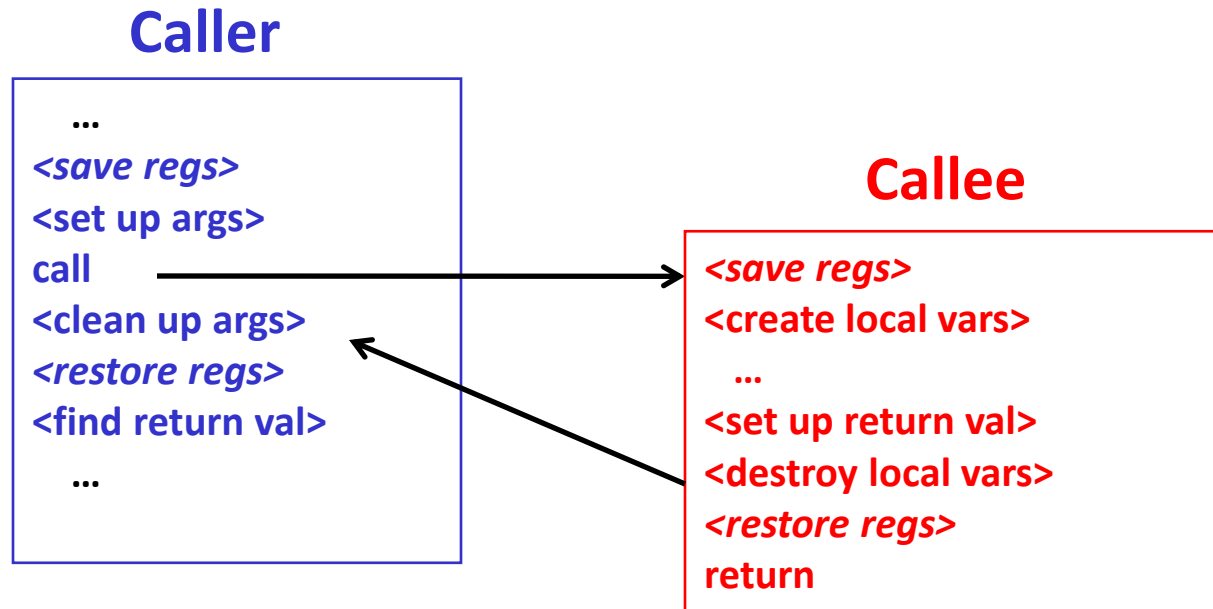 Caller
…
<save regs>
<set up args>
call
<clean up args>
<restore regs>
<find return val>
…
Callee
<save regs>
<create local vars>
…
<set up return val>
<destroy local vars>
<restore regs>
return